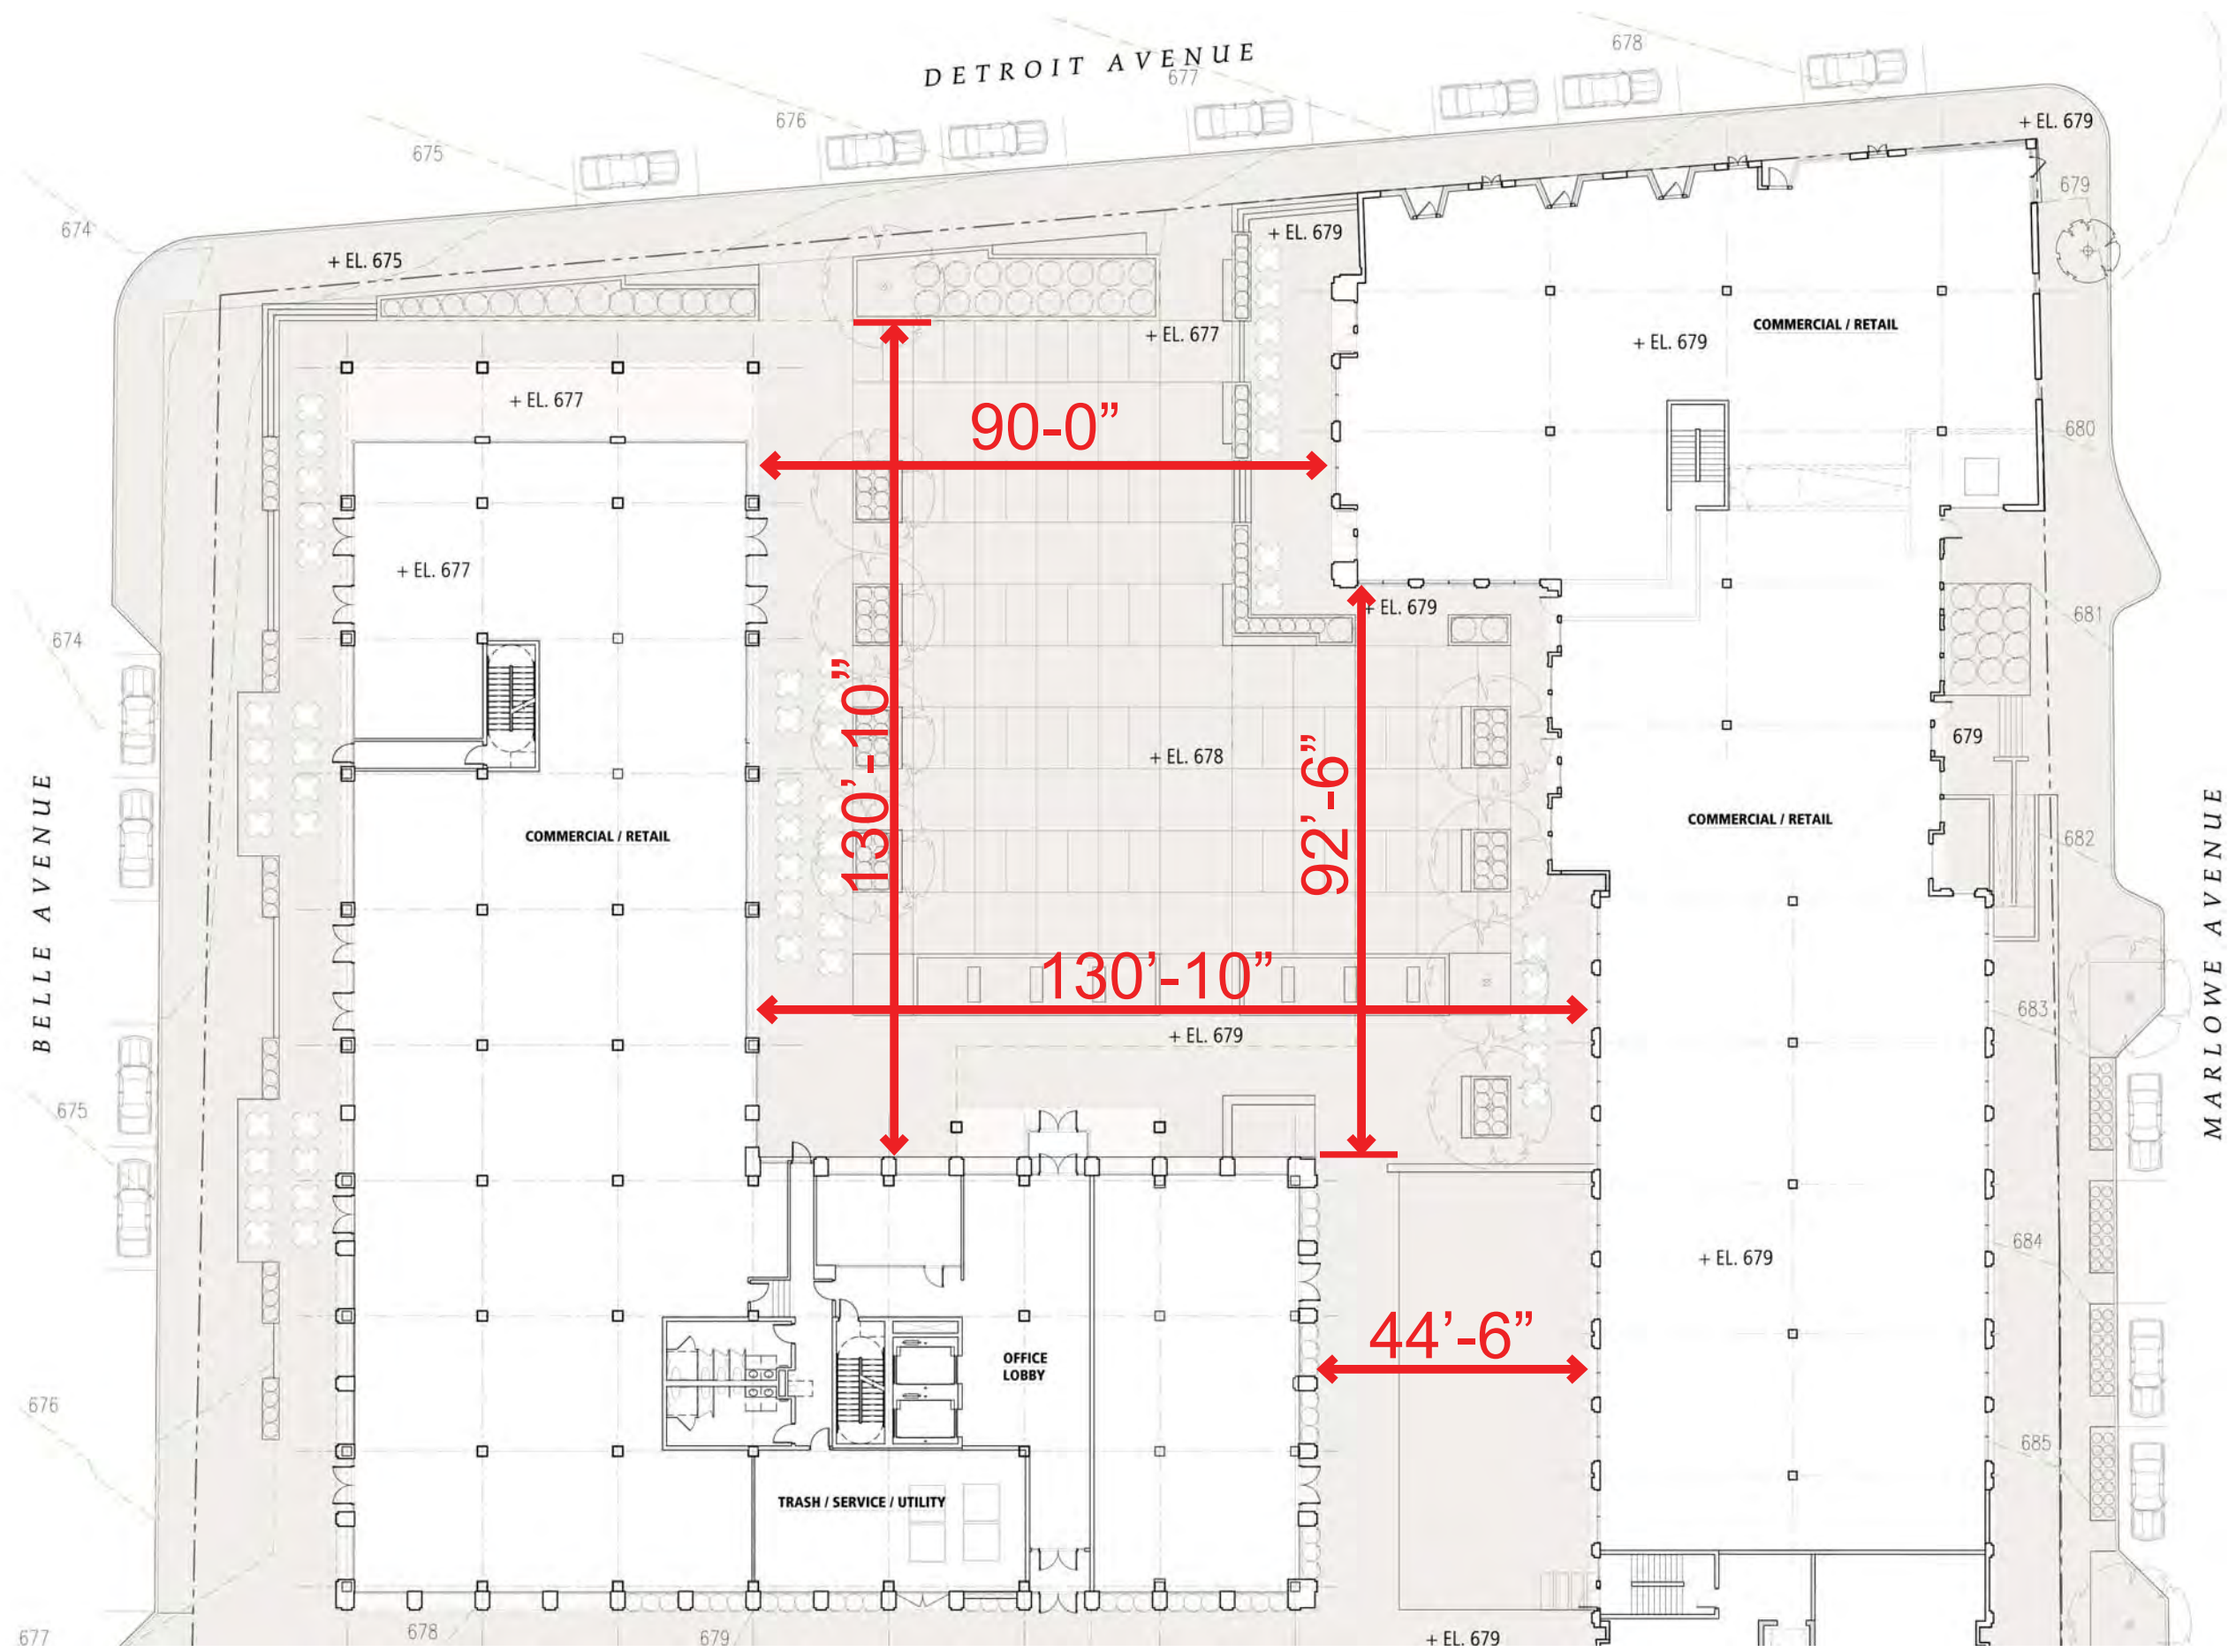 DETROIT AVENUE
678
677
676
675
674
+ EL. 679
679
+ EL. 679
+ EL. 675
COMMERCIAL / RETAIL
+ EL. 677
+ EL. 679
+ EL. 677
90-0”
680
+ EL. 677
+ EL. 679
681
674
130’-10”
92’-6”
679
+ EL. 678
COMMERCIAL / RETAIL
COMMERCIAL / RETAIL
682
BELLE AVENUE
MARLOWE AVENUE
130’-10”
683
+ EL. 679
675
684
+ EL. 679
44’-6”
OFFICE
LOBBY
676
685
TRASH / SERVICE / UTILITY
677
678
679
+ EL. 679